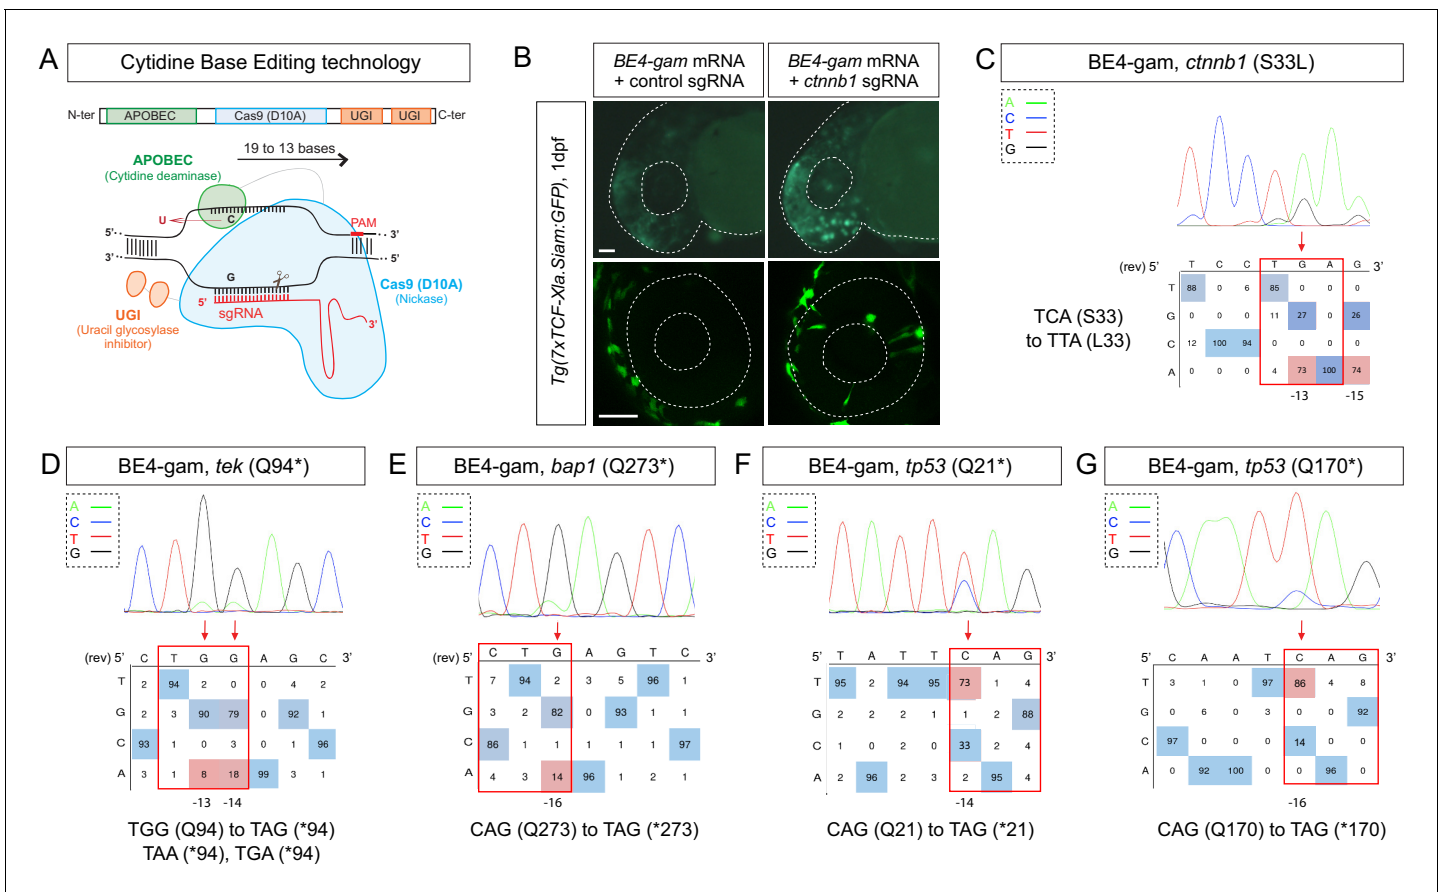 A
Cytidine Base Editing technology
N-ter
APOBEC
Cas9 (D10A)
UGI
UGI
C-ter
19 to 13 bases
APOBEC
(Cytidine deaminase)
U
C
PAM
5'
3'
3'
5'
G
5'
sgRNA
3'
Cas9 (D10A)
(Nickase)
UGI
(Uracil glycosylase
inhibitor)
B
BE4-gam mRNA
+ control sgRNA
BE4-gam mRNA
+ ctnnb1 sgRNA
Tg(7xTCF-Xla.Siam:GFP), 1dpf
C
BE4-gam, ctnnb1 (S33L)
A
C
T
G
(rev) 5' T C C T G A G 3'
T 88 0 6 85 0 0 0
G 0 0 0 11 27 0 26
C 12 100 94 0 0 0 0
A 0 0 0 4 73 100 74
-13 -15
TCA (S33)
to TTA (L33)
D
BE4-gam, tek (Q94*)
A
C
T
G
(rev) 5' C T G G A G C 3'
T 2 94 2 0 0 4 2
G 2 3 90 79 0 92 1
C 93 1 0 3 0 1 96
A 3 1 8 18 99 3 1
-13 -14
TGG (Q94) to TAG (*94)
TAA (*94), TGA (*94)
E
BE4-gam, bap1 (Q273*)
A
C
T
G
(rev) 5' C T G A G T C 3'
T 7 94 2 3 5 96 1
G 3 2 82 0 93 1 1
C 86 1 1 1 1 1 97
A 4 3 14 96 1 2 1
-16
CAG (Q273) to TAG (*273)
F
BE4-gam, tp53 (Q21*)
A
C
T
G
5' T A T T C A G 3'
T 95 2 94 95 73 1 4
G 2 2 2 1 1 2 88
C 1 0 2 0 33 2 4
A 2 96 2 2 2 95 4
-14
CAG (Q21) to TAG (*21)
G
BE4-gam, tp53 (Q170*)
A
C
T
G
5' C A A T C A G 3'
T 3 1 0 97 86 4 8
G 0 6 0 3 0 0 92
C 97 0 0 0 14 0 0
A 0 92 100 0 0 96 0
-16
CAG (Q170) to TAG (*170)